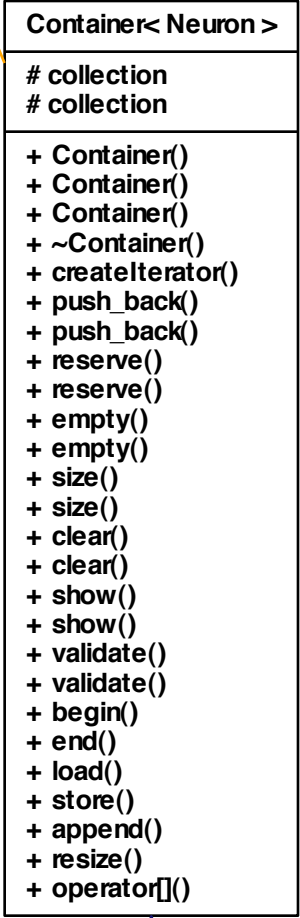 Container< Neuron >
# collection
# collection
+ Container()
+ Container()
+ Container()
+ ~Container()
+ createIterator()
+ push_back()
+ push_back()
+ reserve()
+ reserve()
+ empty()
+ empty()
+ size()
+ size()
+ clear()
+ clear()
+ show()
+ show()
+ validate()
+ validate()
+ begin()
+ end()
+ load()
+ store()
+ append()
+ resize()
+ operator[]()